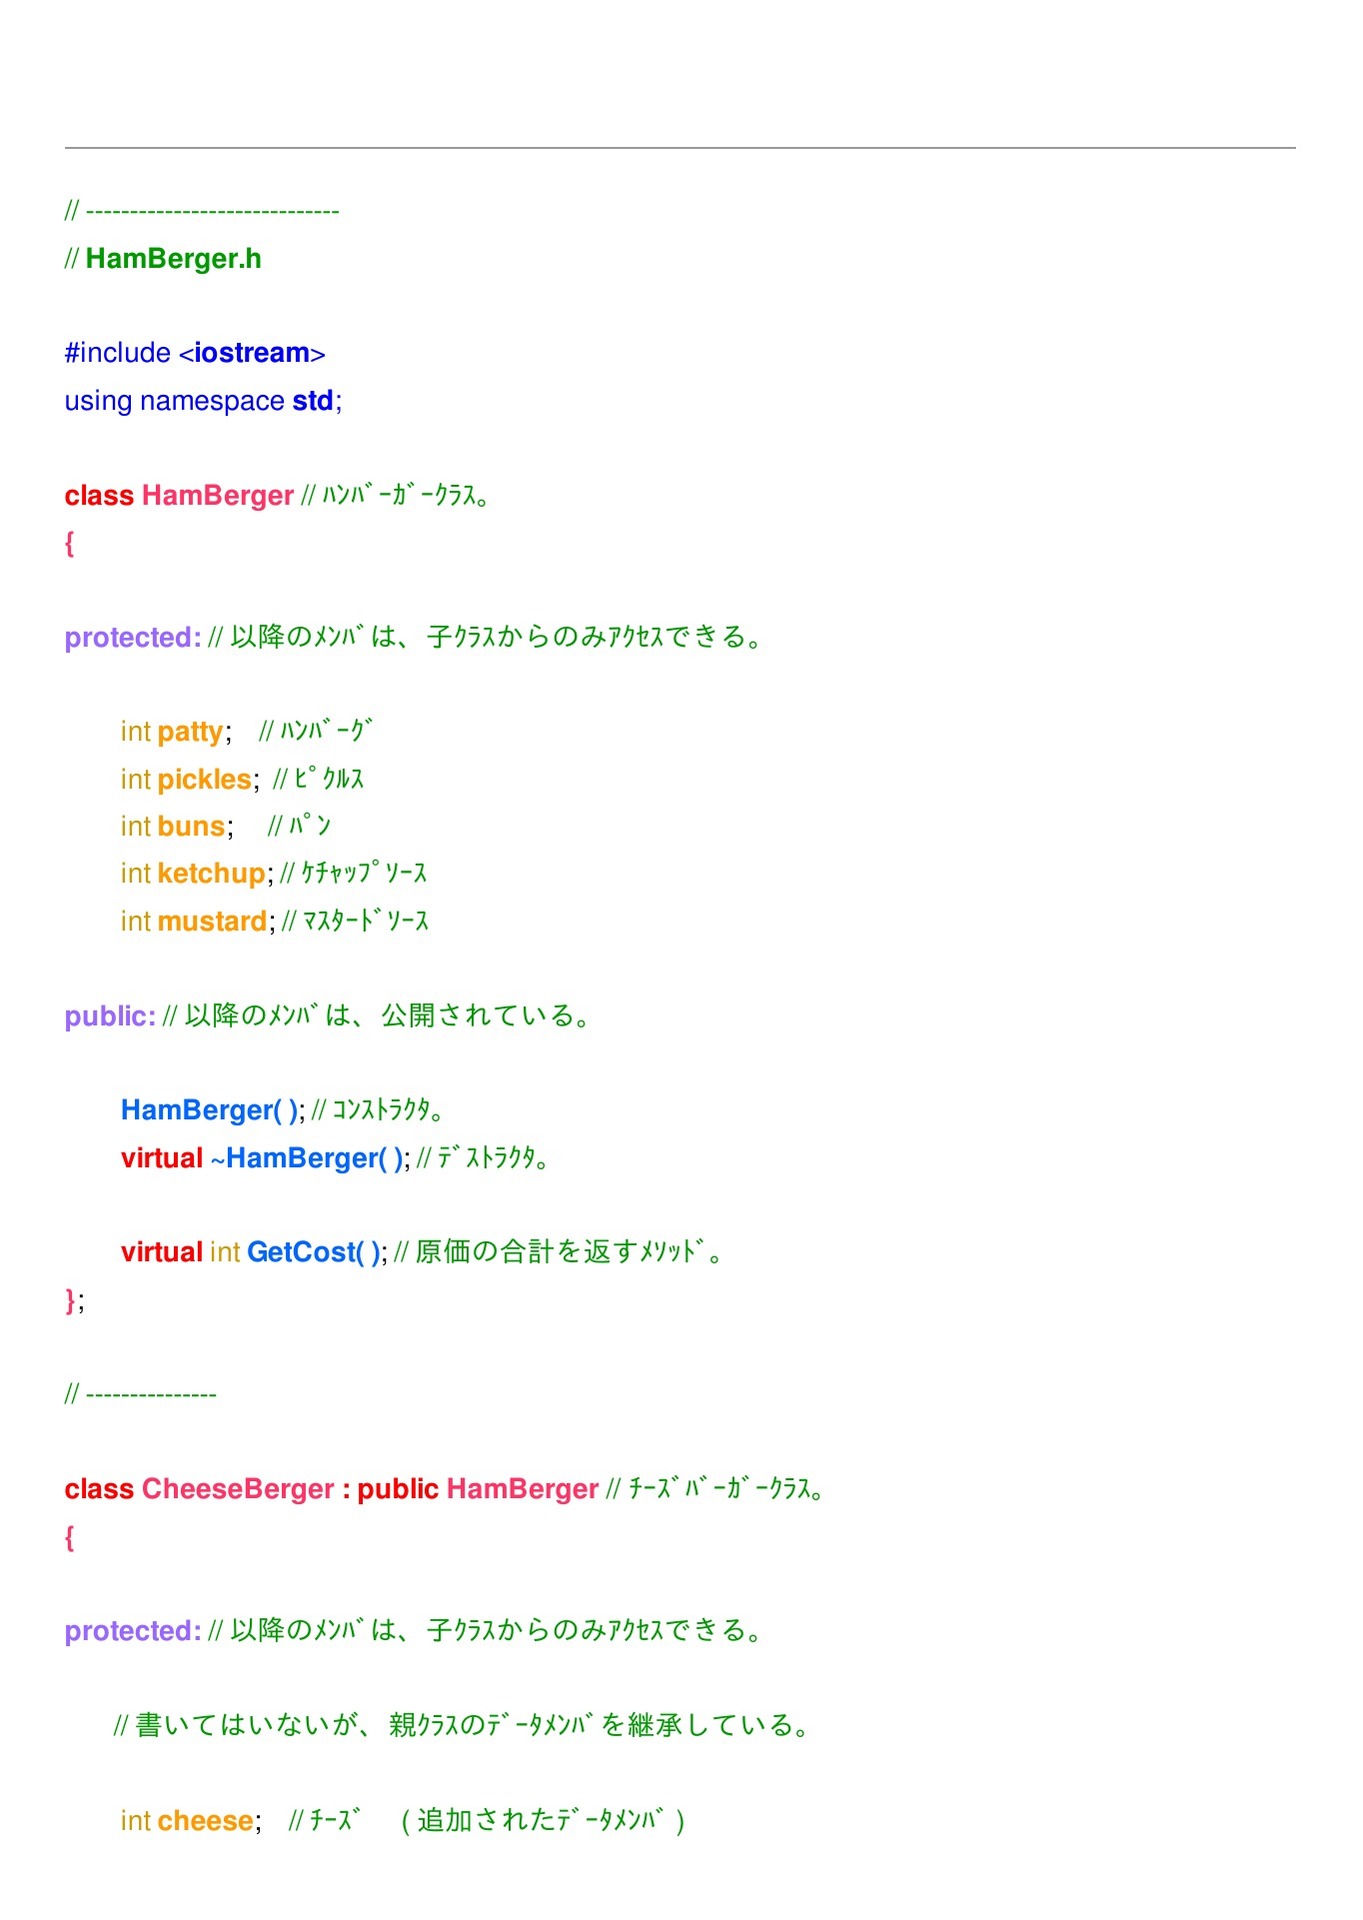 // -----------------------------
// HamBerger.h
#include <iostream>
using namespace std;
class HamBerger // ﾊﾝﾊﾞｰｶﾞｰｸﾗｽ。
{
protected: // 以降のﾒﾝﾊﾞは、子ｸﾗｽからのみｱｸｾｽできる。
int patty; // ﾊﾝﾊﾞｰｸﾞ
int pickles; // ﾋﾟｸﾙｽ
int buns; // ﾊﾟﾝ
int ketchup; // ｹﾁｬｯﾌﾟｿｰｽ
int mustard; // ﾏｽﾀｰﾄﾞｿｰｽ
public: // 以降のﾒﾝﾊﾞは、公開されている。
HamBerger( ); // ｺﾝｽﾄﾗｸﾀ。
virtual ~HamBerger( ); // ﾃﾞｽﾄﾗｸﾀ。
virtual int GetCost( ); // 原価の合計を返すﾒｿｯﾄﾞ。
};
// ---------------
class CheeseBerger : public HamBerger // ﾁｰｽﾞﾊﾞｰｶﾞｰｸﾗｽ。
{
protected: // 以降のﾒﾝﾊﾞは、子ｸﾗｽからのみｱｸｾｽできる。
// 書いてはいないが、親ｸﾗｽのﾃﾞｰﾀﾒﾝﾊﾞを継承している。
int cheese; // ﾁｰｽﾞ ( 追加されたﾃﾞｰﾀﾒﾝﾊﾞ )